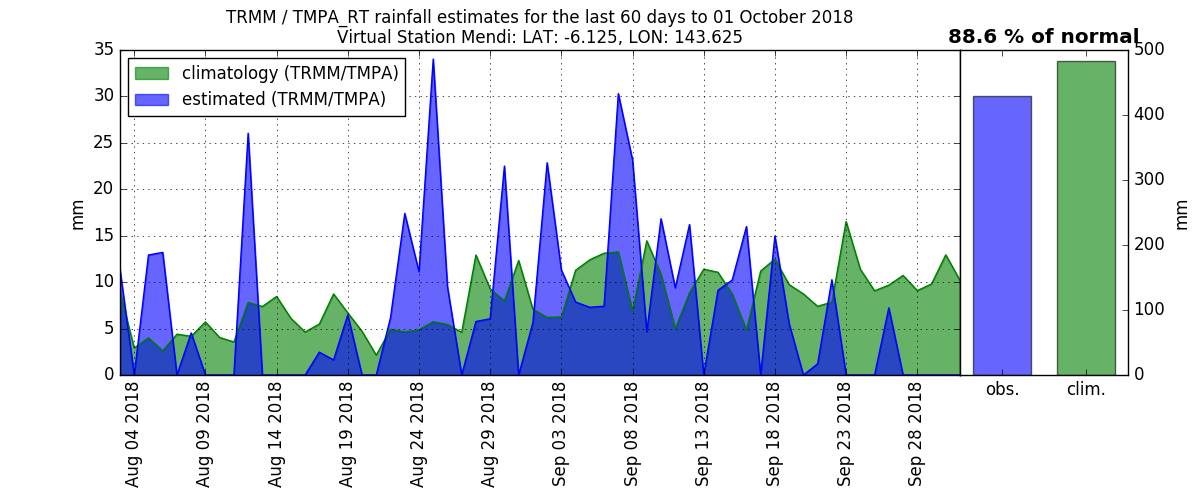 TRMM / TMPA_RT rainfall estimates for the last 60 days to 01 October 2018
Virtual Station Mendi: LAT: -6.125, LON: 143.625
88.6 % of normal
climatology (TRMM/TMPA)
estimated (TRMM/TMPA)
35
30
25
20
15
10
5
0
mm
Aug 04 2018
Aug 09 2018
Aug 14 2018
Aug 19 2018
Aug 24 2018
Aug 29 2018
Sep 03 2018
Sep 08 2018
Sep 13 2018
Sep 18 2018
Sep 23 2018
Sep 28 2018
obs.
clim.
500
400
300
200
100
0
mm